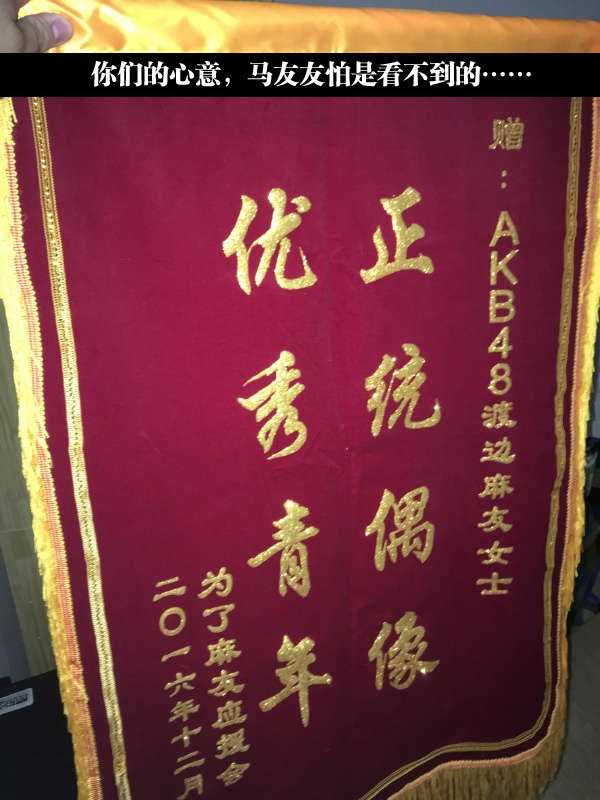 你们的心意，马友友怕是看不到的……
赠：AKB48渡边麻友女士
正统偶像
优秀青年
为了麻友应援会
二〇一六年十二月